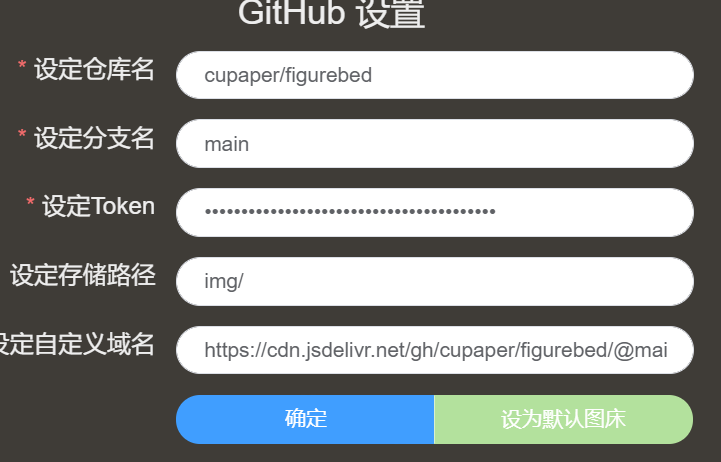 GitHub 设置
* 设定仓库名
cupaper/figurebed
* 设定分支名
main
* 设定Token
••••••••••••••••••••••••••••••••••••••••
设定存储路径
img/
设定自定义域名
https://cdn.jsdelivr.net/gh/cupaper/figurebed/@mai
确定
设为默认图床